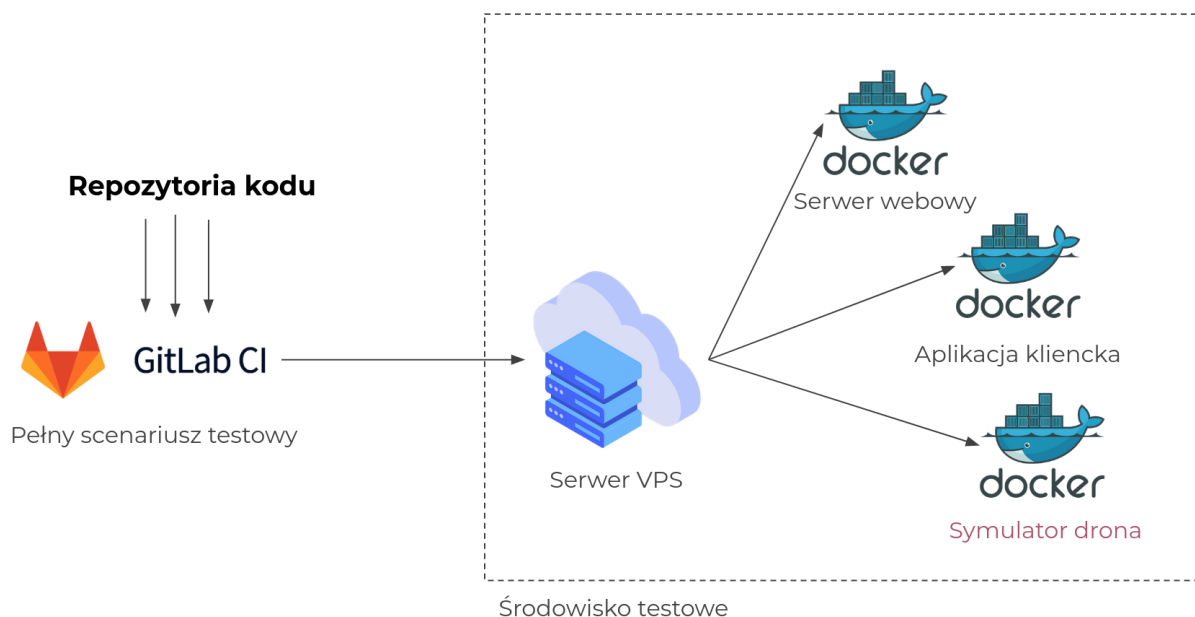 Repozytoria kodu
GitLab CI
Pełny scenariusz testowy
Serwer VPS
docker
Serwer webowy
docker
Aplikacja kliencka
docker
Symulator drona
Środowisko testowe